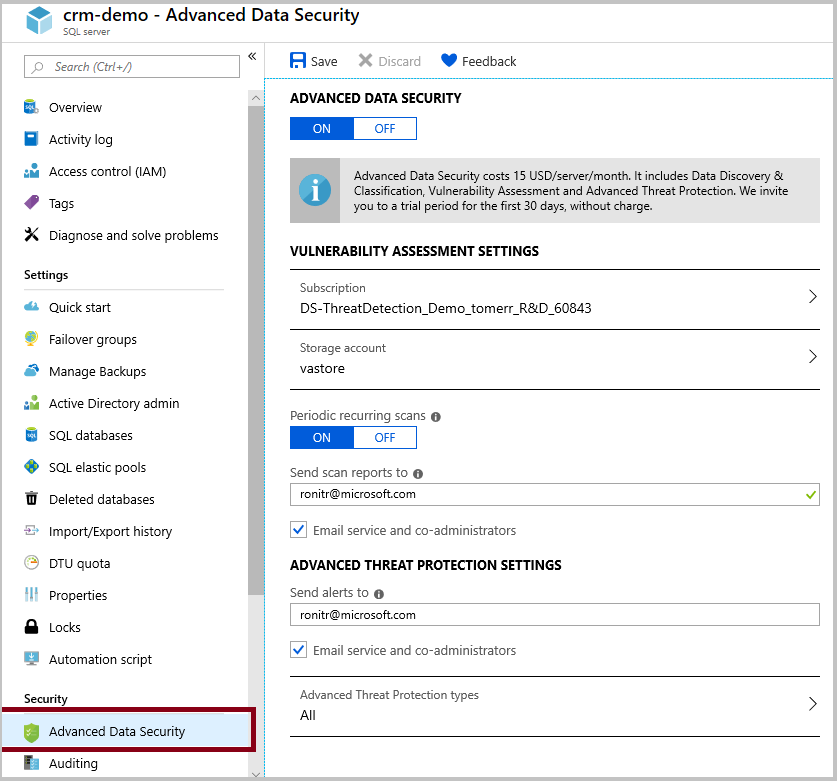 crm-demo - Advanced Data Security
SQL server
Search (Ctrl+/)
«
Overview
Activity log
Access control (IAM)
Tags
Diagnose and solve problems
Settings
Quick start
Failover groups
Manage Backups
Active Directory admin
SQL databases
SQL elastic pools
Deleted databases
Import/Export history
DTU quota
Properties
Locks
Automation script
Security
Advanced Data Security
Auditing
Save Discard Feedback
ADVANCED DATA SECURITY
ON OFF
Advanced Data Security costs 15 USD/server/month. It includes Data Discovery &
Classification, Vulnerability Assessment and Advanced Threat Protection. We invite
you to a trial period for the first 30 days, without charge.
VULNERABILITY ASSESSMENT SETTINGS
Subscription
DS-ThreatDetection_Demo_tomerr_R&D_60843
Storage account
vastore
Periodic recurring scans
ON OFF
Send scan reports to
ronitr@microsoft.com
Email service and co-administrators
ADVANCED THREAT PROTECTION SETTINGS
Send alerts to
ronitr@microsoft.com
Email service and co-administrators
Advanced Threat Protection types
All